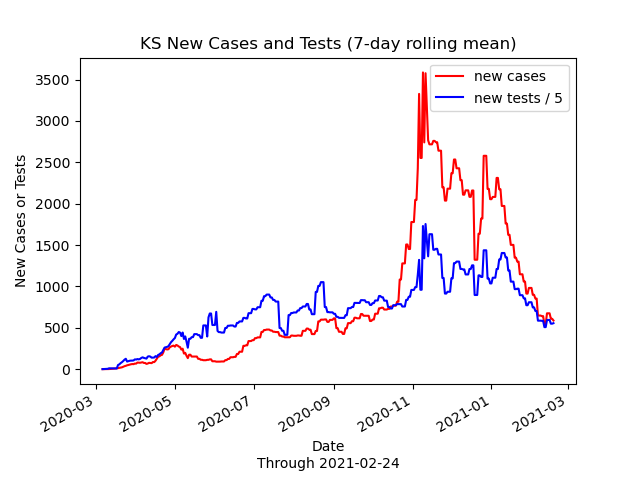 KS New Cases and Tests (7-day rolling mean)
new cases
new tests / 5
New Cases or Tests
3500
3000
2500
2000
1500
1000
500
0
2020-03
2020-05
2020-07
2020-09
2020-11
2021-01
2021-03
Date
Through 2021-02-24